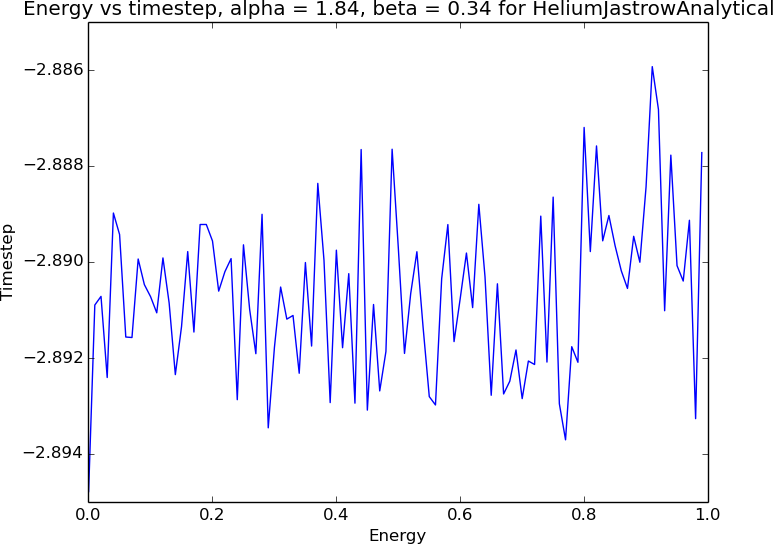 Energy vs timestep, alpha = 1.84, beta = 0.34 for HeliumJastrowAnalytical
−2.886
−2.888
−2.890
−2.892
−2.894
Timestep
0.0 0.2 0.4 0.6 0.8 1.0
Energy